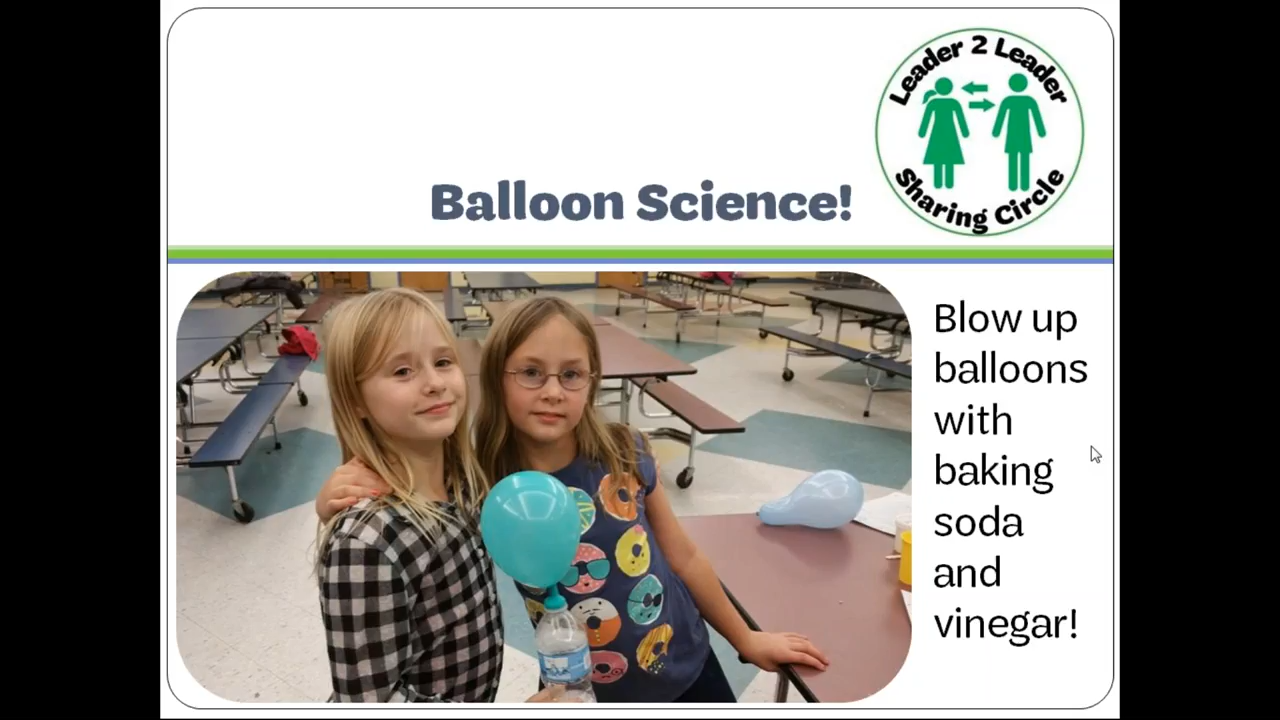 Leader 2 Leader
Sharing Circle
Balloon Science!
Blow up
balloons
with
baking
soda
and
vinegar!